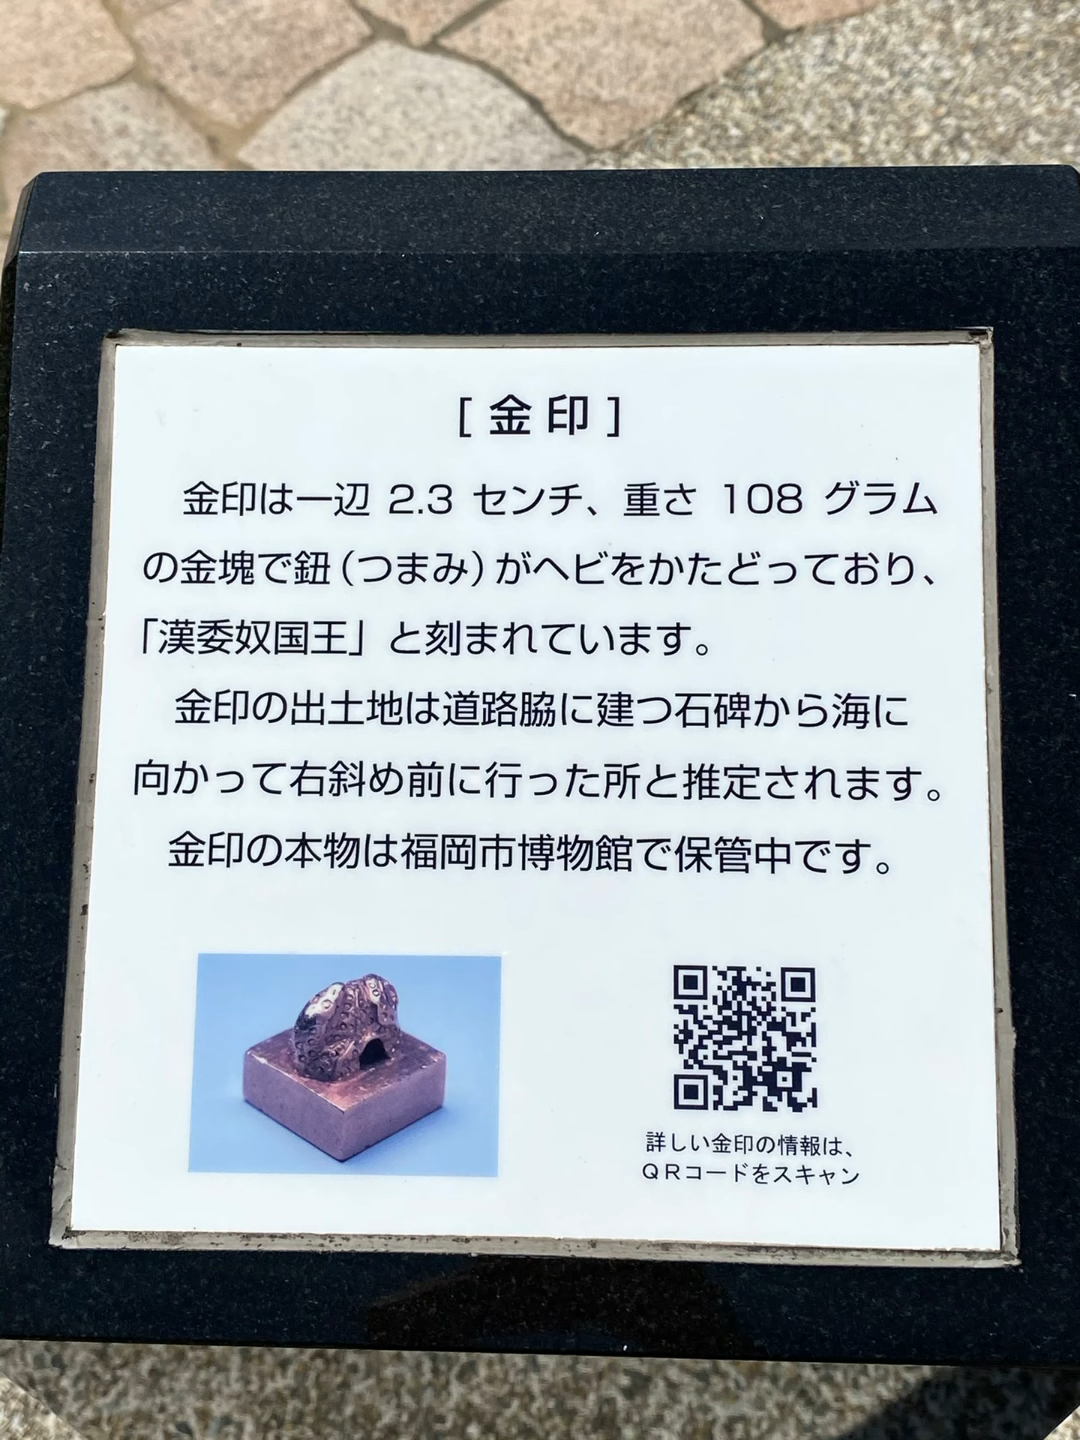 [金印]
金印は一辺 2.3 センチ、重さ 108 グラム
の金塊で鈕（つまみ）がヘビをかたどっており、
「漢委奴国王」と刻まれています。
金印の出土地は道路脇に建つ石碑から海に
向かって右斜め前に行った所と推定されます。
金印の本物は福岡市博物館で保管中です。
詳しい金印の情報は、
QRコードをスキャン